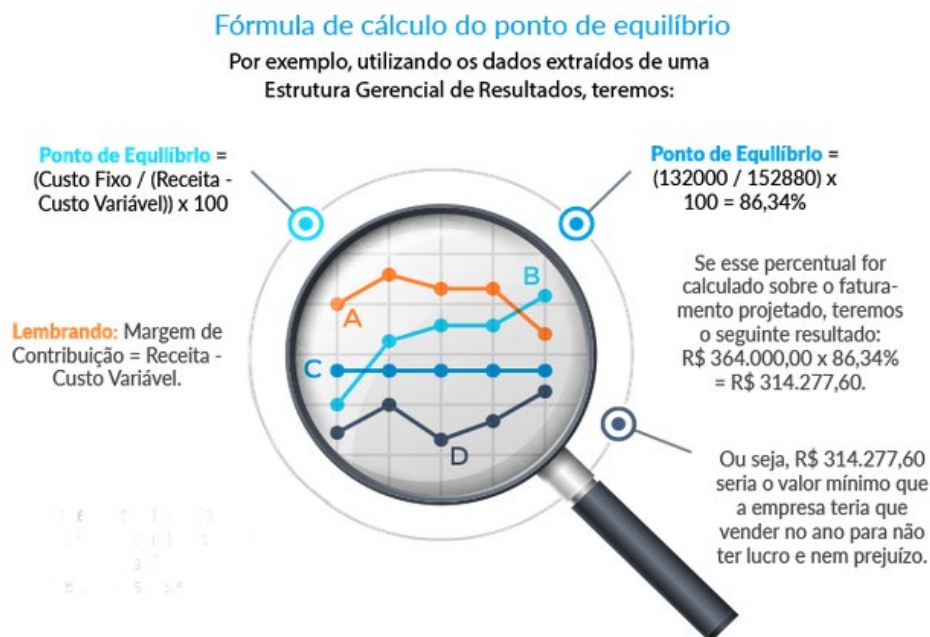 Fórmula de cálculo do ponto de equilíbrio
Por exemplo, utilizando os dados extraídos de uma
Estrutura Gerencial de Resultados, teremos:
Ponto de Equilíbrio =
(Custo Fixo / (Receita -
Custo Variável)) x 100
Ponto de Equilíbrio =
(132000 / 152880) x
100 = 86,34%
Lembrando: Margem de
Contribuição = Receita -
Custo Variável.
A
B
C
D
Se esse percentual for
calculado sobre o fatura-
mento projetado, teremos
o seguinte resultado:
R$ 364.000,00 x 86,34%
= R$ 314.277,60.
Ou seja, R$ 314.277,60
seria o valor mínimo que
a empresa teria que
vender no ano para não
ter lucro e nem prejuízo.